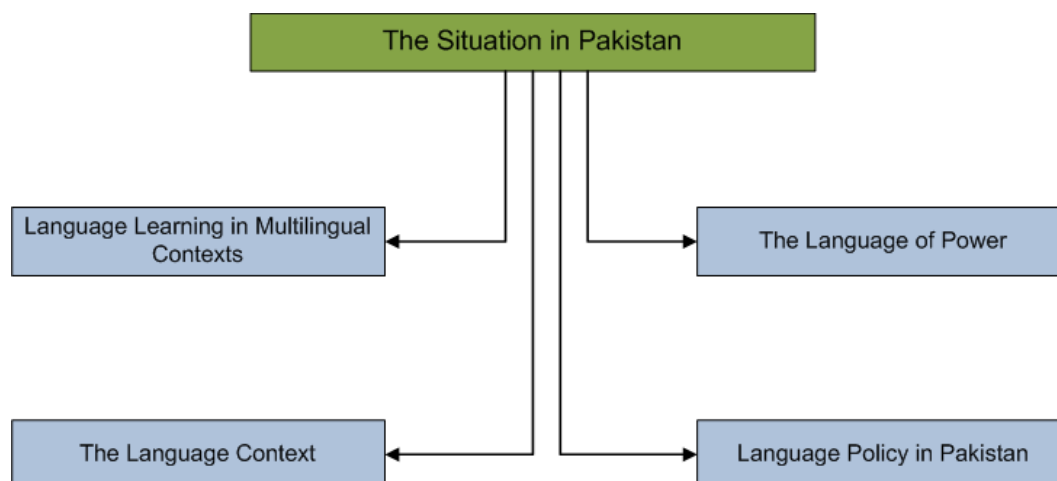 The Situation in Pakistan
Language Learning in Multilingual
Contexts
The Language of Power
The Language Context
Language Policy in Pakistan